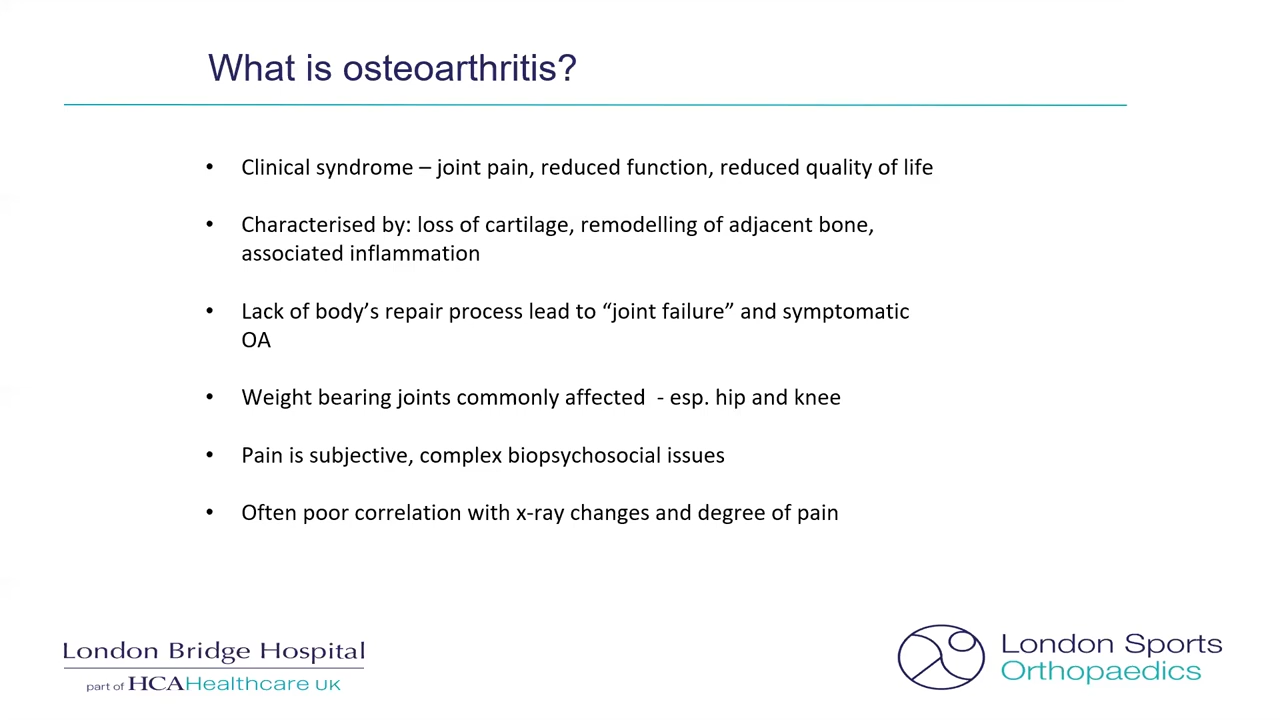 What is osteoarthritis?
• Clinical syndrome – joint pain, reduced function, reduced quality of life
• Characterised by: loss of cartilage, remodelling of adjacent bone,
associated inflammation
• Lack of body’s repair process lead to “joint failure” and symptomatic
OA
• Weight bearing joints commonly affected  - esp. hip and knee
• Pain is subjective, complex biopsychosocial issues
• Often poor correlation with x-ray changes and degree of pain
London Bridge Hospital
part of HCAHealthcare UK
London Sports
Orthopaedics